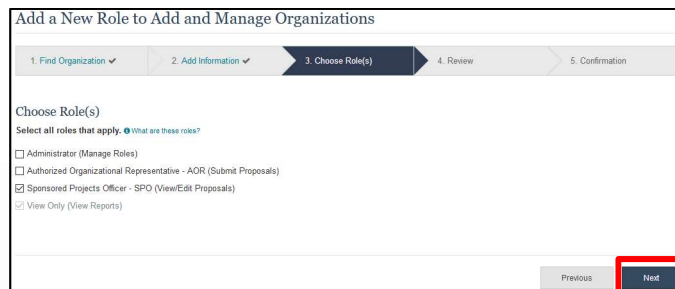 Add a New Role to Add and Manage Organizations
1. Find Organization ✔ 2. Add Information ✔ 3. Choose Role(s) 4. Review 5. Confirmation
Choose Role(s)
Select all roles that apply. What are these roles?
Administrator (Manage Roles)
Authorized Organizational Representative - AOR (Submit Proposals)
Sponsored Projects Officer - SPO (View/Edit Proposals)
View Only (View Reports)
Previous Next